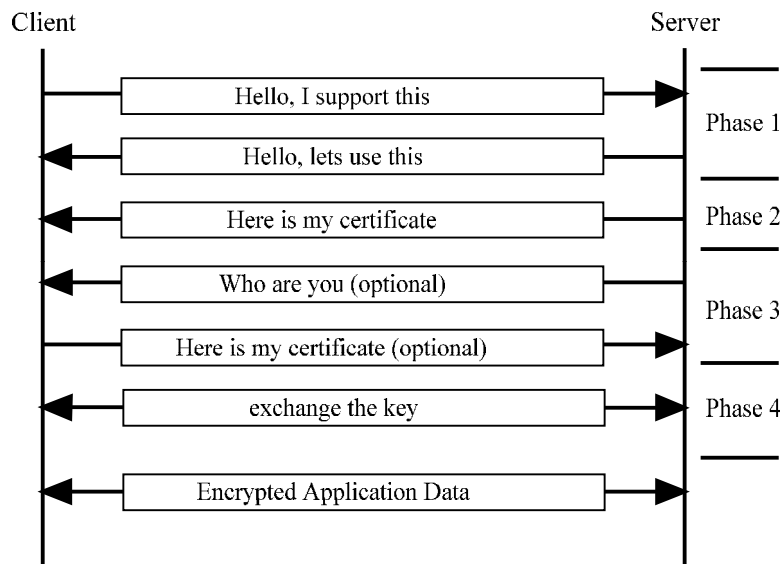 Client
Server
Hello, I support this
Phase 1
Hello, lets use this
Here is my certificate
Phase 2
Who are you (optional)
Phase 3
Here is my certificate (optional)
exchange the key
Phase 4
Encrypted Application Data